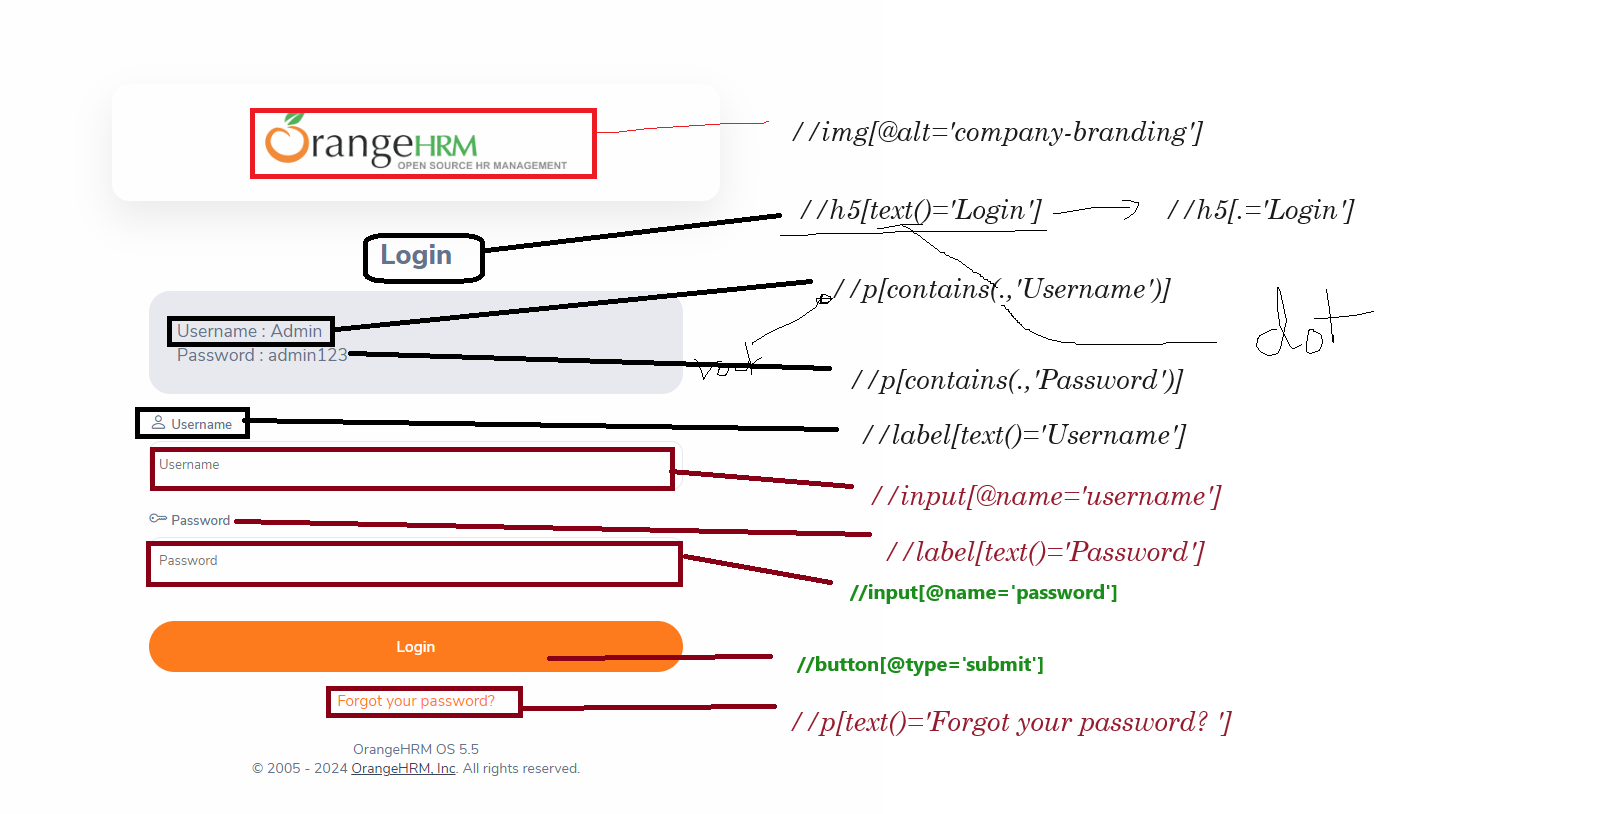 OrangeHRM
OPEN SOURCE HR MANAGEMENT
//img[@alt='company-branding']
//h5[text()='Login']
//h5[.='Login']
Login
//p[contains(.,'Username')]
dot
Username : Admin
Password : admin123
//p[contains(.,'Password')]
Username
//label[text()='Username']
Username
//input[@name='username']
Password
//label[text()='Password']
Password
//input[@name='password']
Login
//button[@type='submit']
Forgot your password?
//p[text()='Forgot your password? ']
OrangeHRM OS 5.5
© 2005 - 2024 OrangeHRM, Inc. All rights reserved.